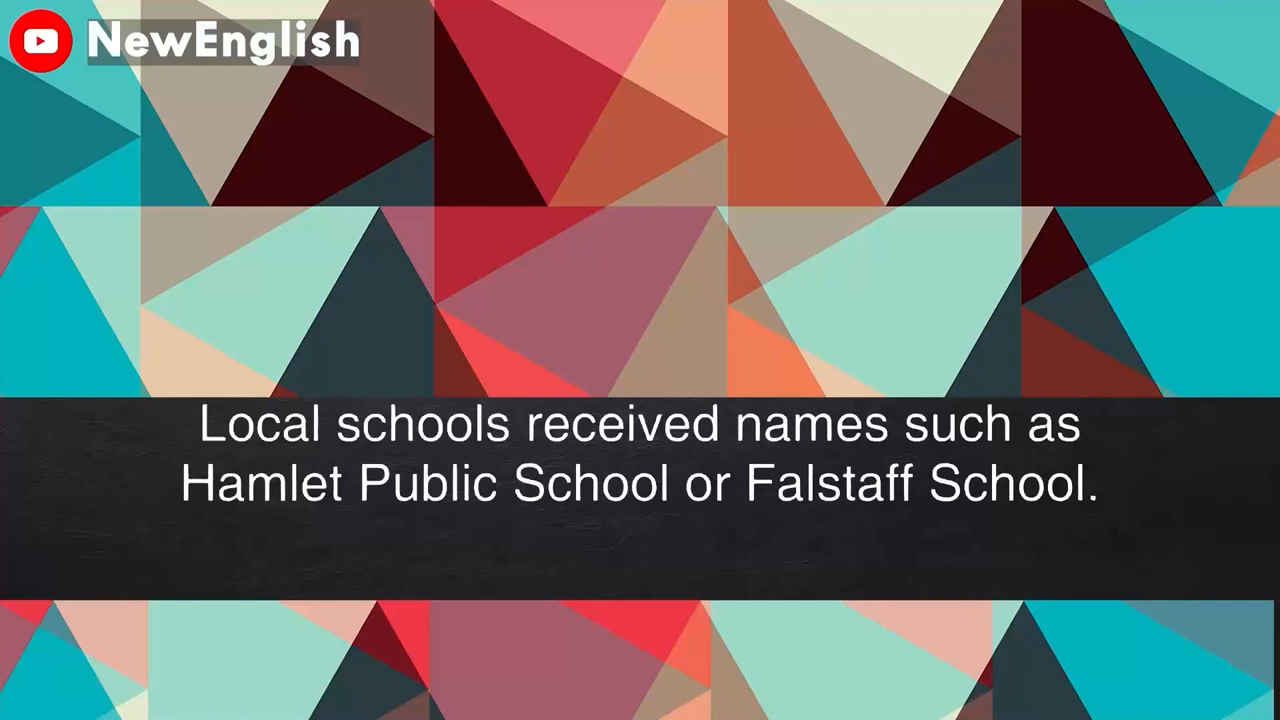 NewEnglish
Local schools received names such as
Hamlet Public School or Falstaff School.